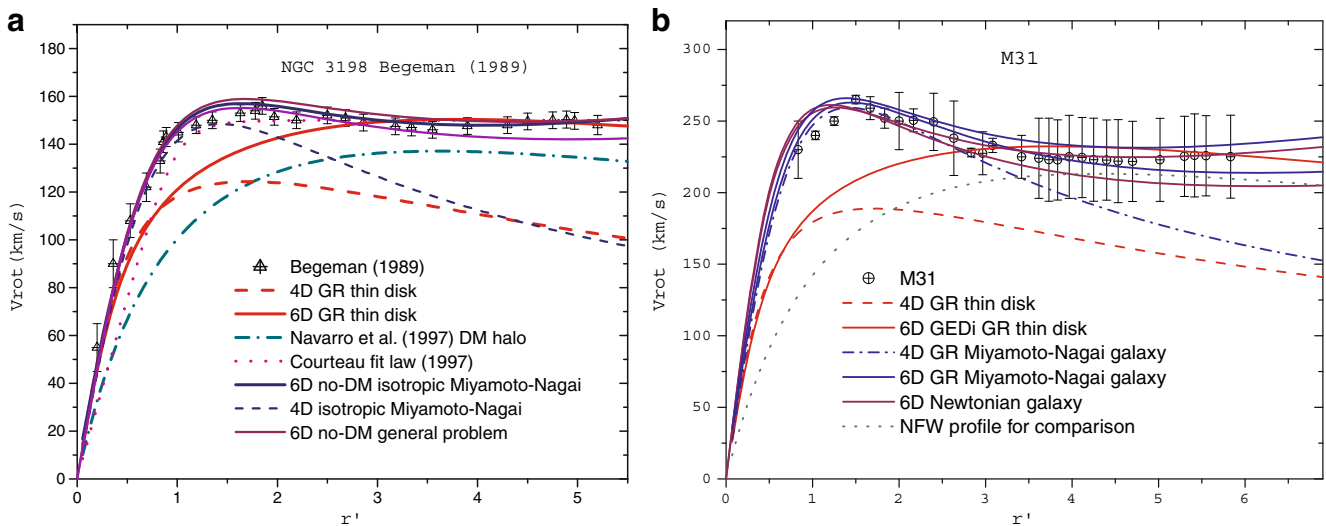 a
NGC 3198 Begeman (1989)
180
160
140
120
100
80
60
40
20
0
Vrot(km/s)
Begeman (1989)
4D GR thin disk
6D GR thin disk
Navarro et al. (1997) DM halo
Courteau fit law (1997)
6D no-DM isotropic Miyamoto-Nagai
4D isotropic Miyamoto-Nagai
6D no-DM general problem
0 1 2 3 4 5
r'
b
M31
300
250
200
150
100
50
0
Vrot (km/s)
M31
4D GR thin disk
6D GEDi GR thin disk
4D GR Miyamoto-Nagai galaxy
6D GR Miyamoto-Nagai galaxy
6D Newtonian galaxy
NFW profile for comparison
0 1 2 3 4 5 6
r'